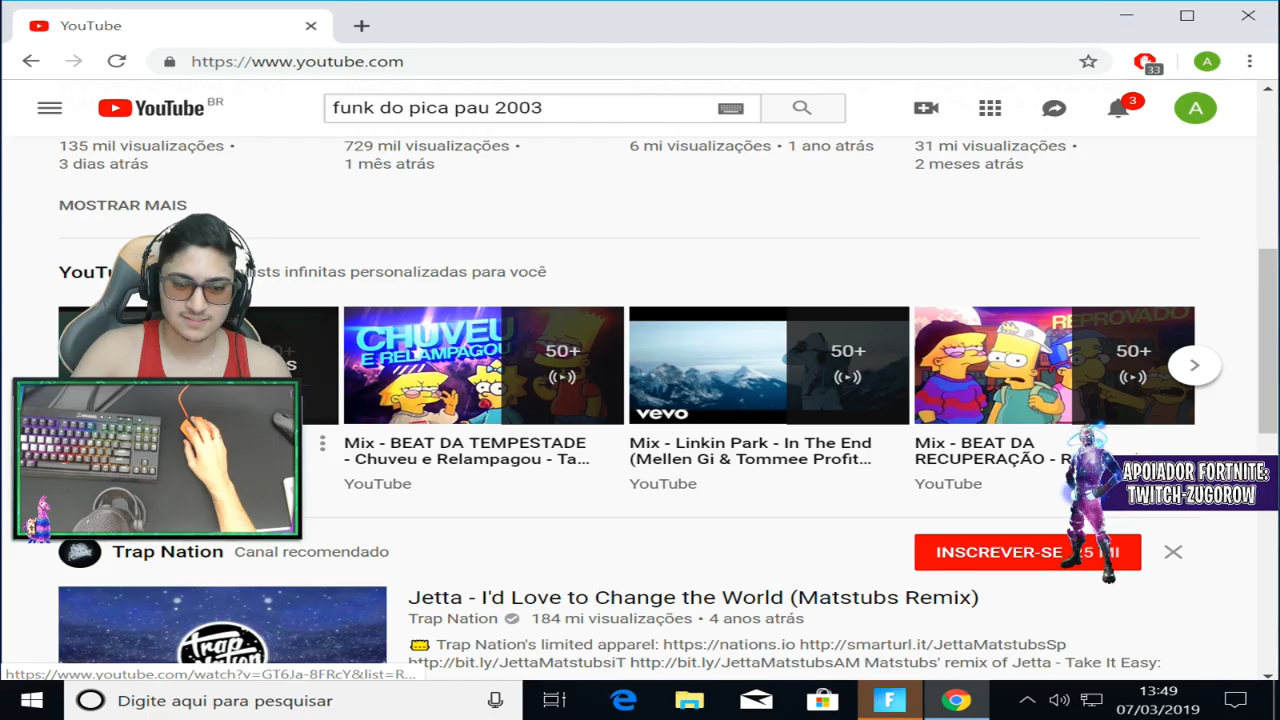 YouTube
https://www.youtube.com
33
A
YouTube BR
funk do pica pau 2003
3
A
135 mil visualizações •
3 dias atrás
729 mil visualizações •
1 mês atrás
6 mi visualizações • 1 ano atrás
31 mi visualizações •
2 meses atrás
MOSTRAR MAIS
infinitas personalizadas para você
CHUVEU
E RELAMPAGOU
50+
vevo
50+
REPROVADO
50+
Mix - BEAT DA TEMPESTADE
- Chuveu e Relampagou - Ta...
YouTube
Mix - Linkin Park - In The End
(Mellen Gi & Tommee Profit...
YouTube
Mix - BEAT DA
RECUPERAÇÃO -
YouTube
APOIADOR FORTNITE:
TWITCH-ZUGOROW
Trap Nation Canal recomendado
INSCREVER-SE MI
Jetta - I'd Love to Change the World (Matstubs Remix)
Trap Nation 184 mi visualizações • 4 anos atrás
Trap Nation's limited apparel: https://nations.io http://smarturl.it/JettaMatstubsSp
http://bit.ly/JettaMatstubsiT http://bit.ly/JettaMatstubsAM Matstubs' remix of Jetta - Take It Easy:
Trap
Nation
https://www.youtube.com/watch?v=GT6Ja-8FRcY&list=R...
Digite aqui para pesquisar
13:49
07/03/2019